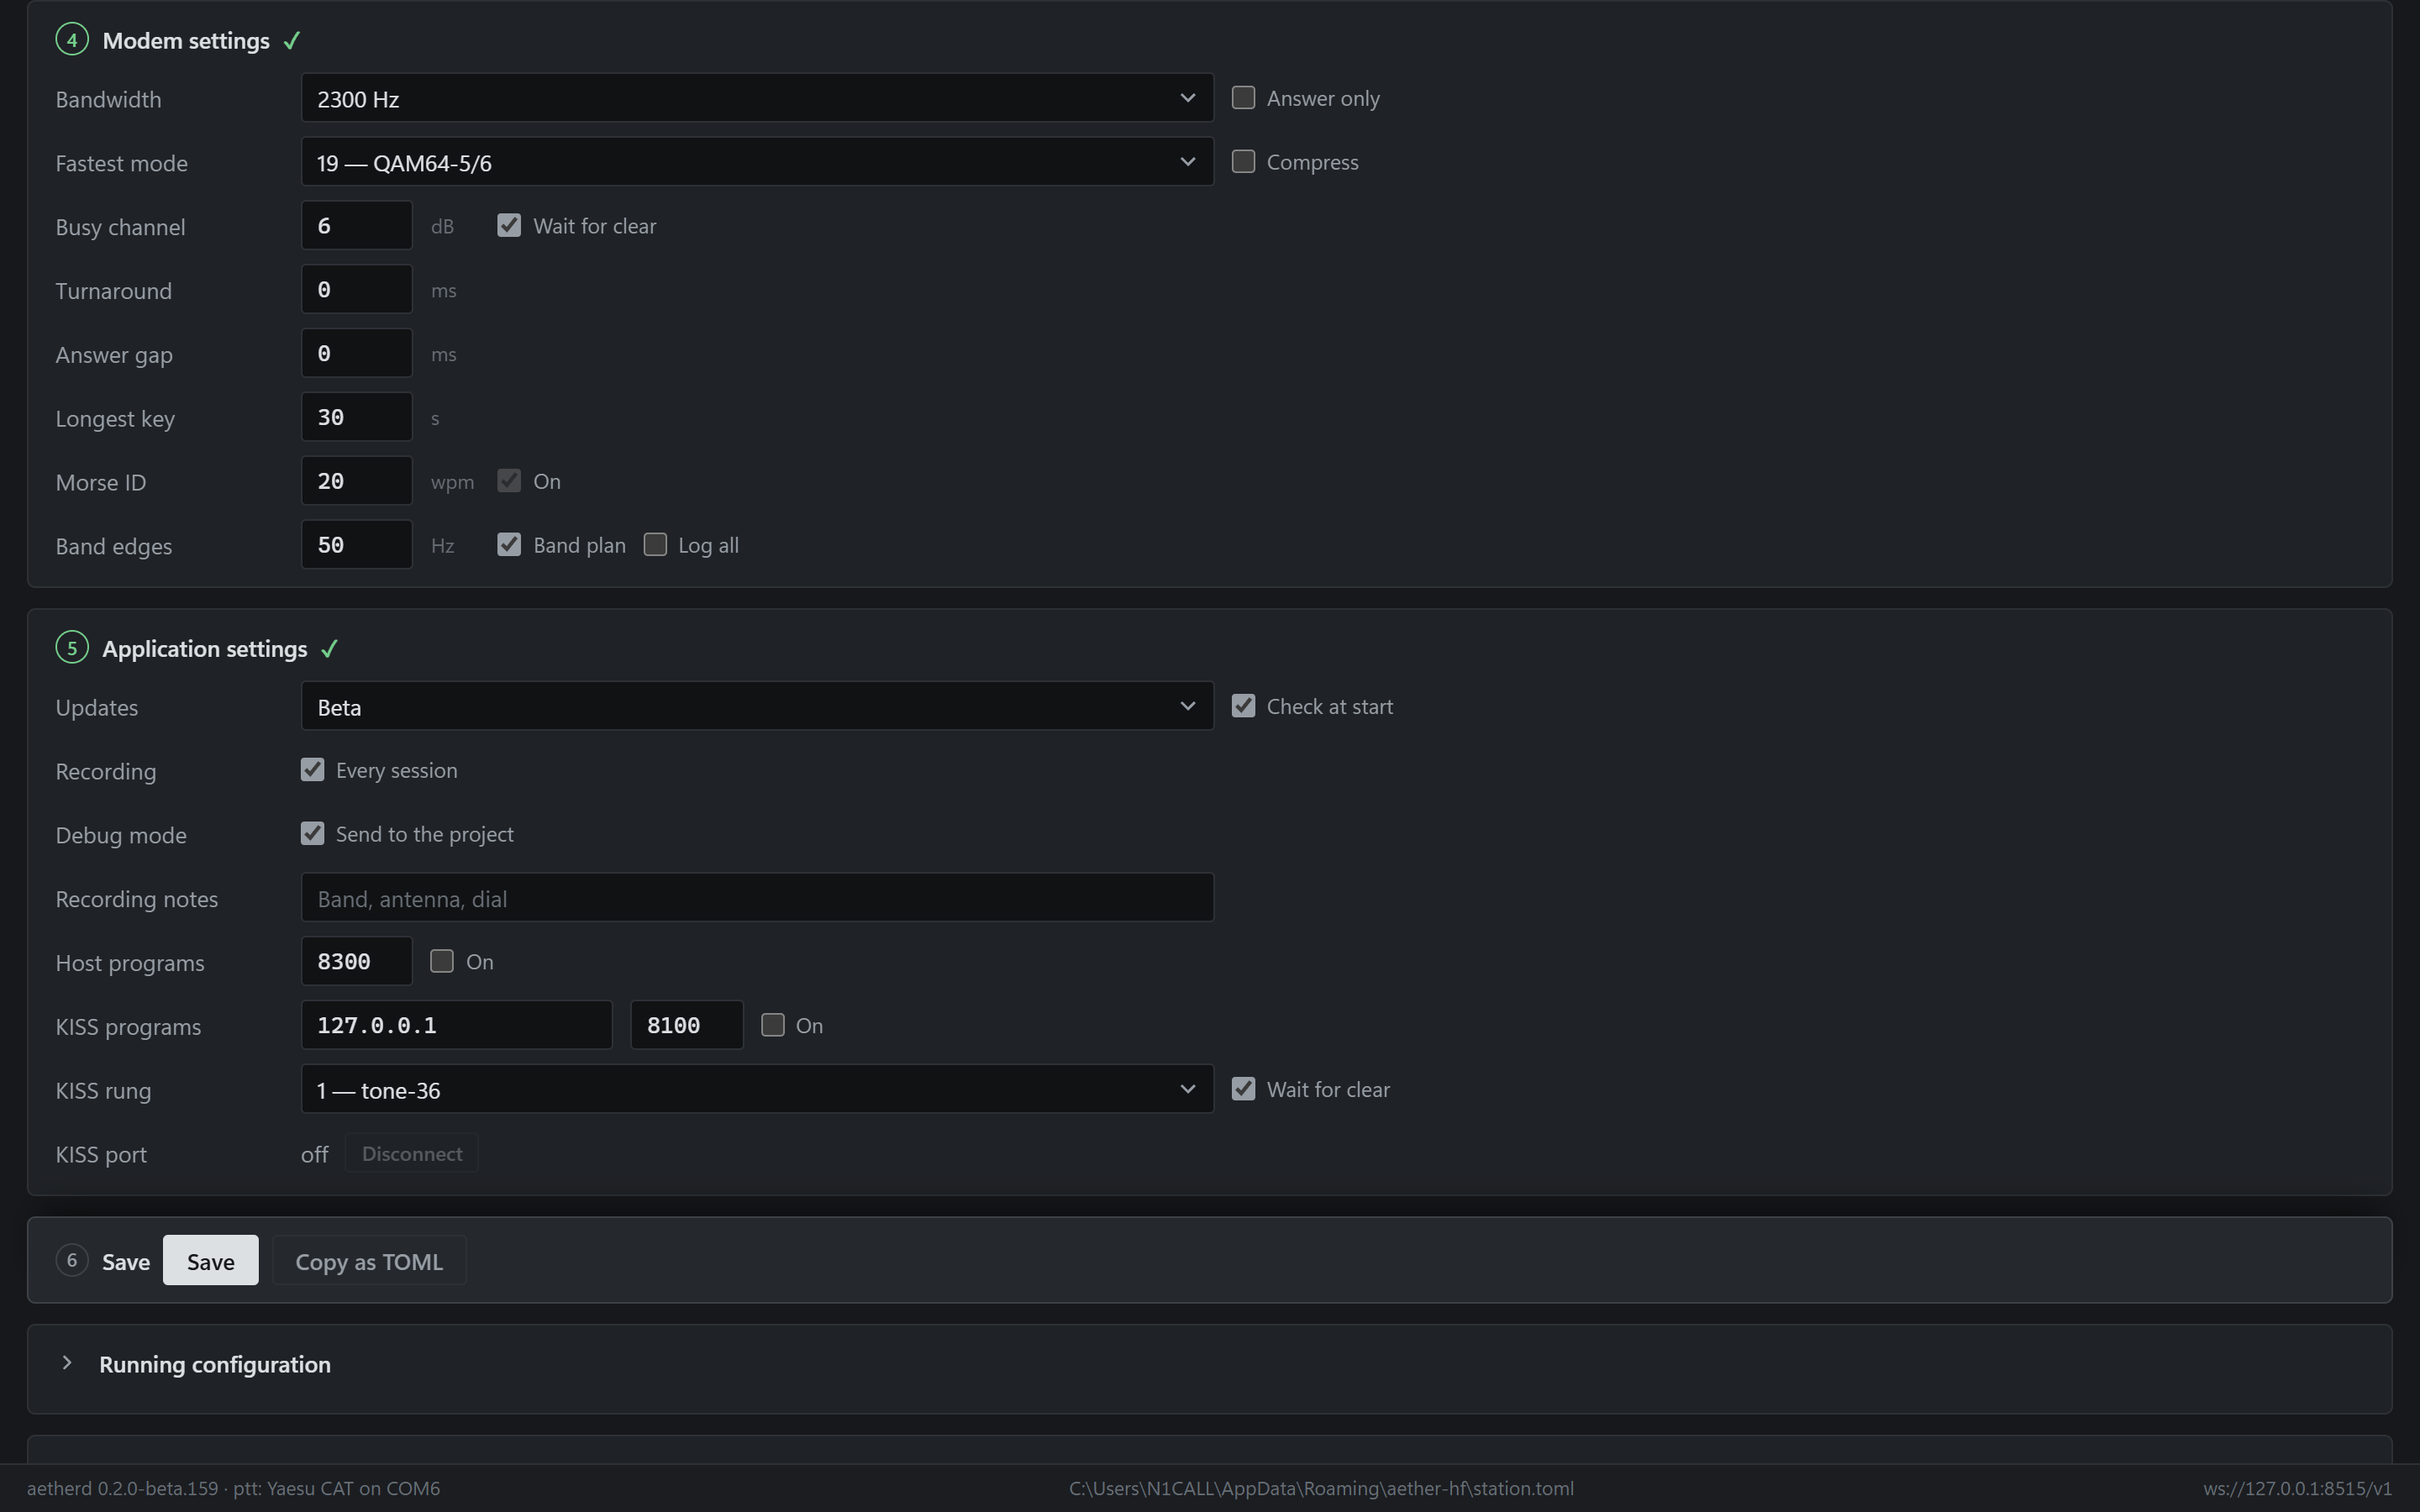 4 Modem settings ✓
Bandwidth 2300 Hz Answer only
Fastest mode 19 — QAM64-5/6 Compress
Busy channel 6 dB Wait for clear
Turnaround 0 ms
Answer gap 0 ms
Longest key 30 s
Morse ID 20 wpm On
Band edges 50 Hz Band plan Log all
5 Application settings ✓
Updates Beta Check at start
Recording Every session
Debug mode Send to the project
Recording notes Band, antenna, dial
Host programs 8300 On
KISS programs 127.0.0.1 8100 On
KISS rung 1 — tone-36 Wait for clear
KISS port off Disconnect
6 Save Save Copy as TOML
Running configuration
aetherd 0.2.0-beta.159 · ptt: Yaesu CAT on COM6 C:\Users\N1CALL\AppData\Roaming\aether-hf\station.toml ws://127.0.0.1:8515/v1